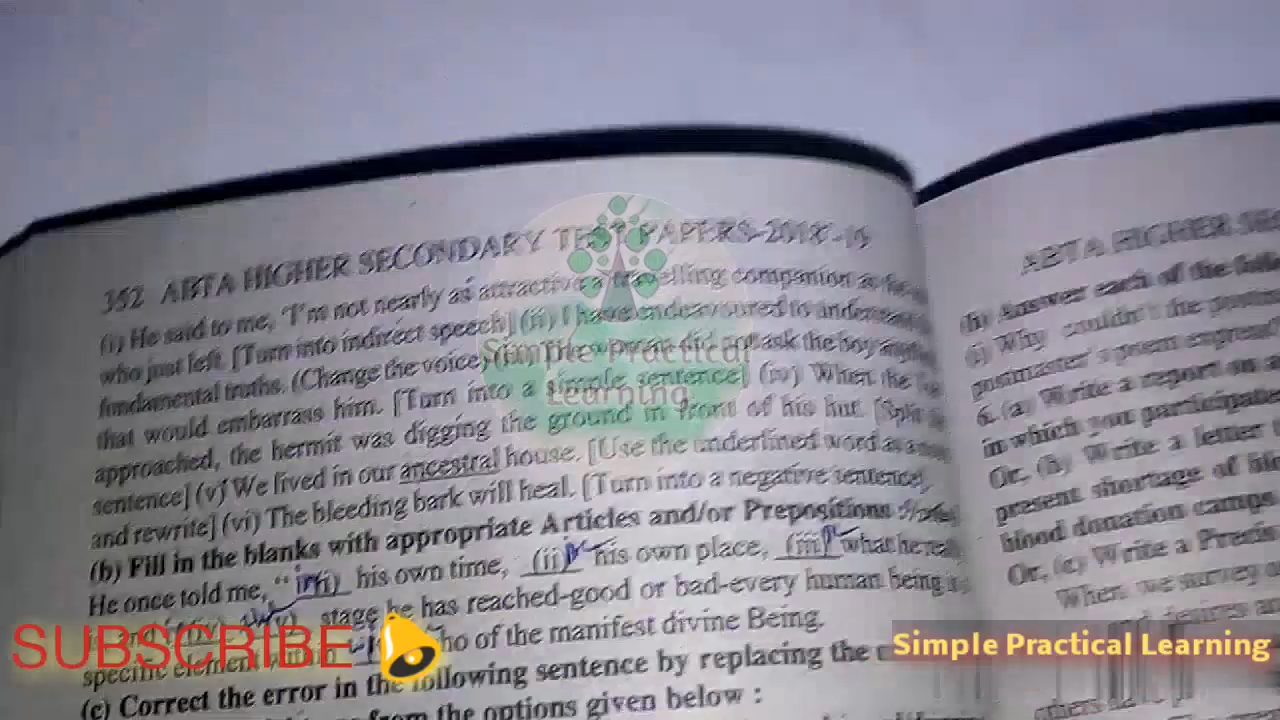 352 ABTA HIGHER SECONDARY TEST PAPERS-2018-19
(i) He said to me, 'I'm not nearly as attractive a travelling companion as
who just left. [Turn into indirect speech] (ii) I have endeavoured to understand
fundamental truths. (Change the voice) (iii) The woman did not ask the boy
that would embarrass him. [Turn into a simple sentence] (iv) When the
approached, the hermit was digging the ground in front of his hut. [Split
sentence] (v) We lived in our ancestral house. [Use the underlined word as a
and rewrite] (vi) The bleeding bark will heal. [Turn into a negative sentence]
(b) Fill in the blanks with appropriate Articles and/or Prepositions
He once told me, " in his own time, (ii) his own place, (iii) what he
stage he has reached-good or bad-every human being
specific element within of the manifest divine Being.
(c) Correct the error in the following sentence by replacing the
from the options given below :
ABTA HIGHER
(b) Answer each of the
(i) Why couldn't the
postmaster's
6. (a) Write a report on
in which you participated
Or, (b) Write a letter
present shortage of
blood donation camps
Or, (c) Write a Precis
When we survey
desires
others
Simple Practical
Learning
SUBSCRIBE
Simple Practical Learning